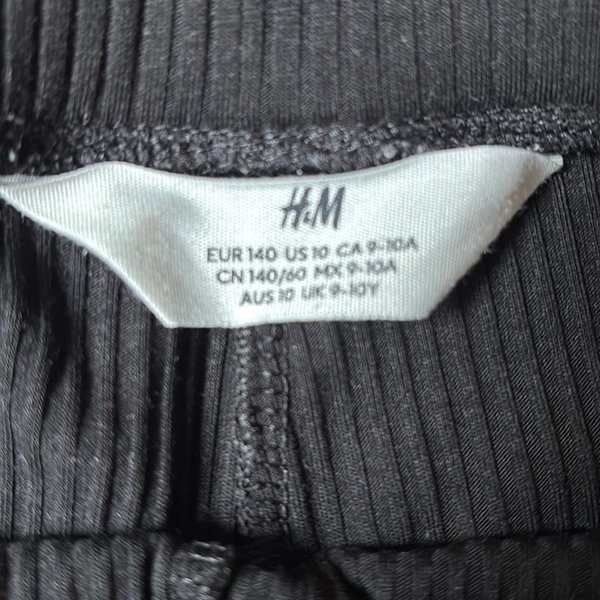 H&M
EUR 140 US 10 CA 9-10A
CN 140/60 MX 9-10A
AUS 10 UK 9-10Y